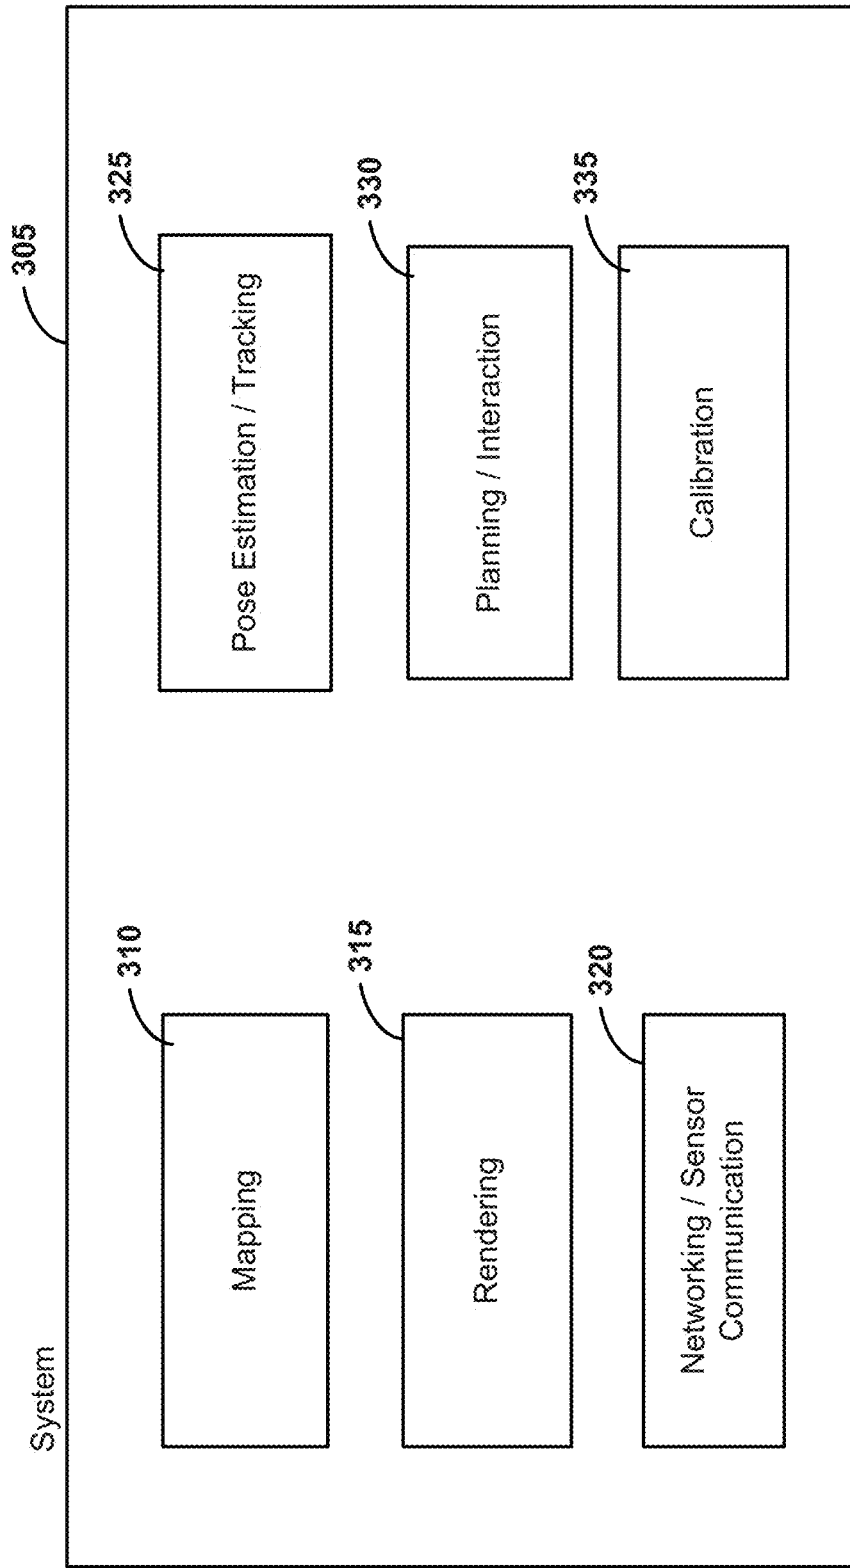 System
305
Mapping
310
Rendering
315
Networking / Sensor
Communication
320
Pose Estimation / Tracking
325
Planning / Interaction
330
Calibration
335